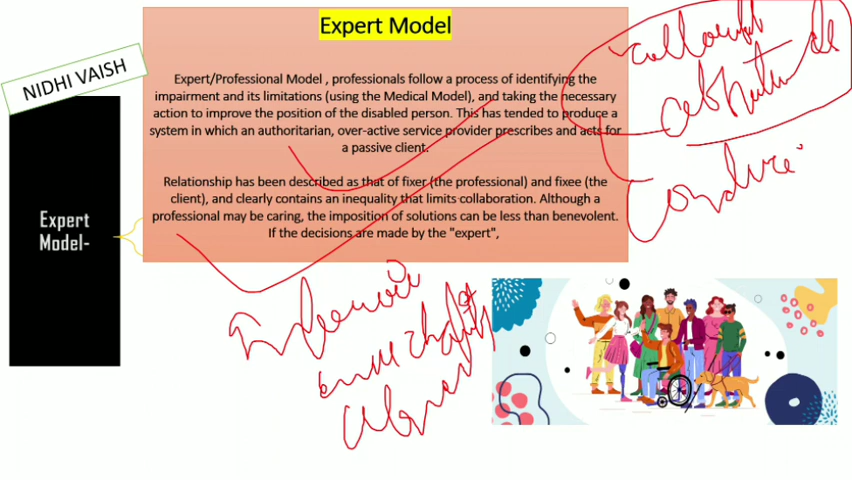 Expert Model
NIDHI VAISH
Expert/Professional Model , professionals follow a process of identifying the
impairment and its limitations (using the Medical Model), and taking the necessary
action to improve the position of the disabled person. This has tended to produce a
system in which an authoritarian, over-active service provider prescribes and acts for
a passive client.
Relationship has been described as that of fixer (the professional) and fixee (the
client), and clearly contains an inequality that limits collaboration. Although a
professional may be caring, the imposition of solutions can be less than benevolent.
If the decisions are made by the "expert",
Expert
Model-